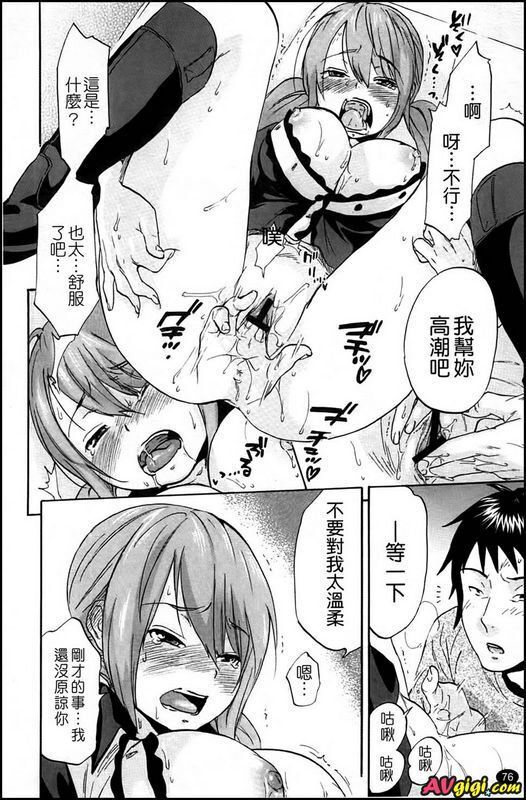 …啊
呀…不行…
這是…
什麼？
噗
也太…舒服
了吧…
我幫妳
高潮吧
—等一下
咕啾
咕啾
咕啾
不要對我太溫柔
嗯…
剛才的事…我
還沒原諒你
76
AVgigi.com